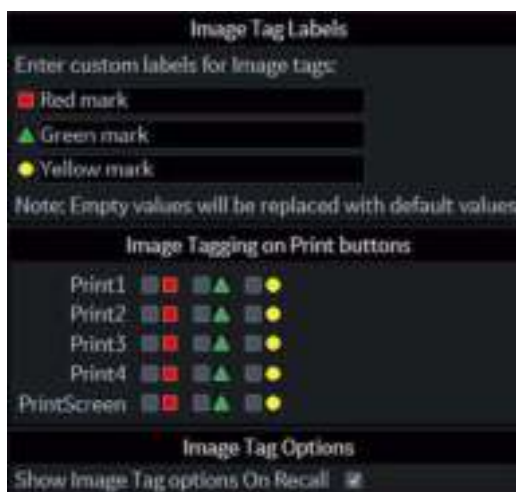 Image Tag Labels
Enter custom labels for Image tags:
Red mark
Green mark
Yellow mark
Note: Empty values will be replaced with default values
Image Tagging on Print buttons
Print1
Print2
Print3
Print4
PrintScreen
Image Tag Options
Show Image Tag options On Recall